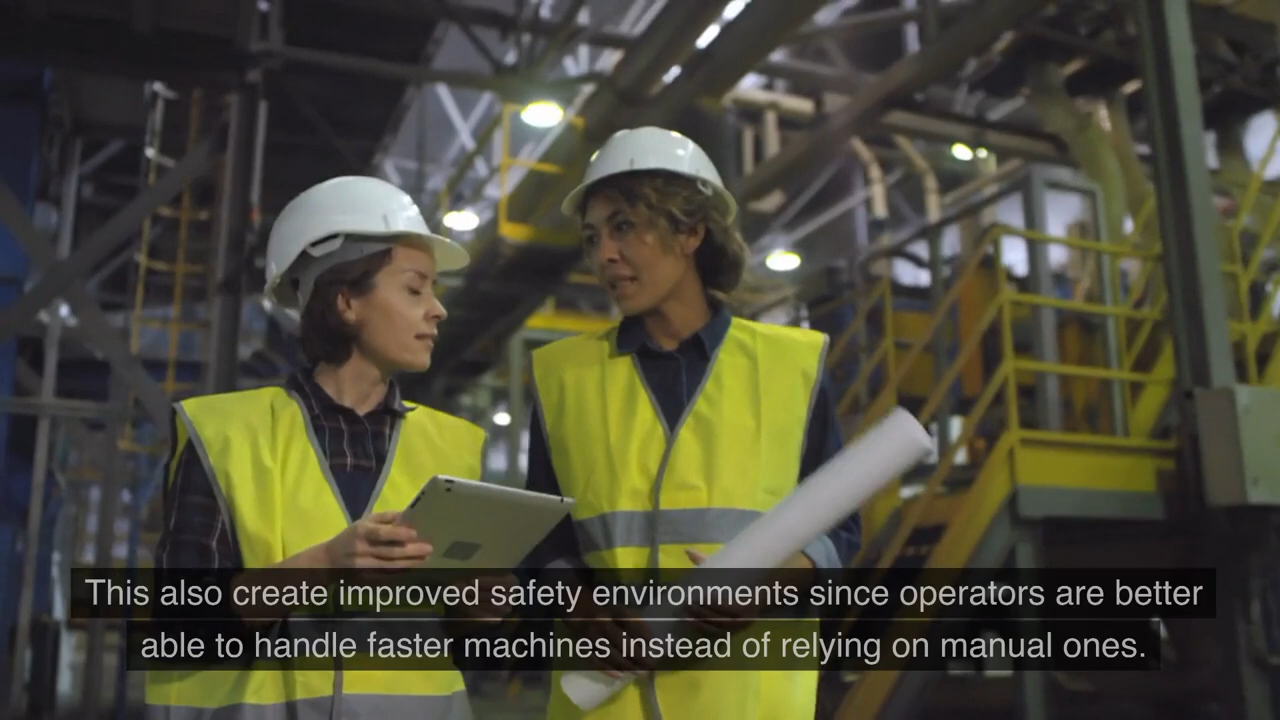 This also create improved safety environments since operators are better
able to handle faster machines instead of relying on manual ones.